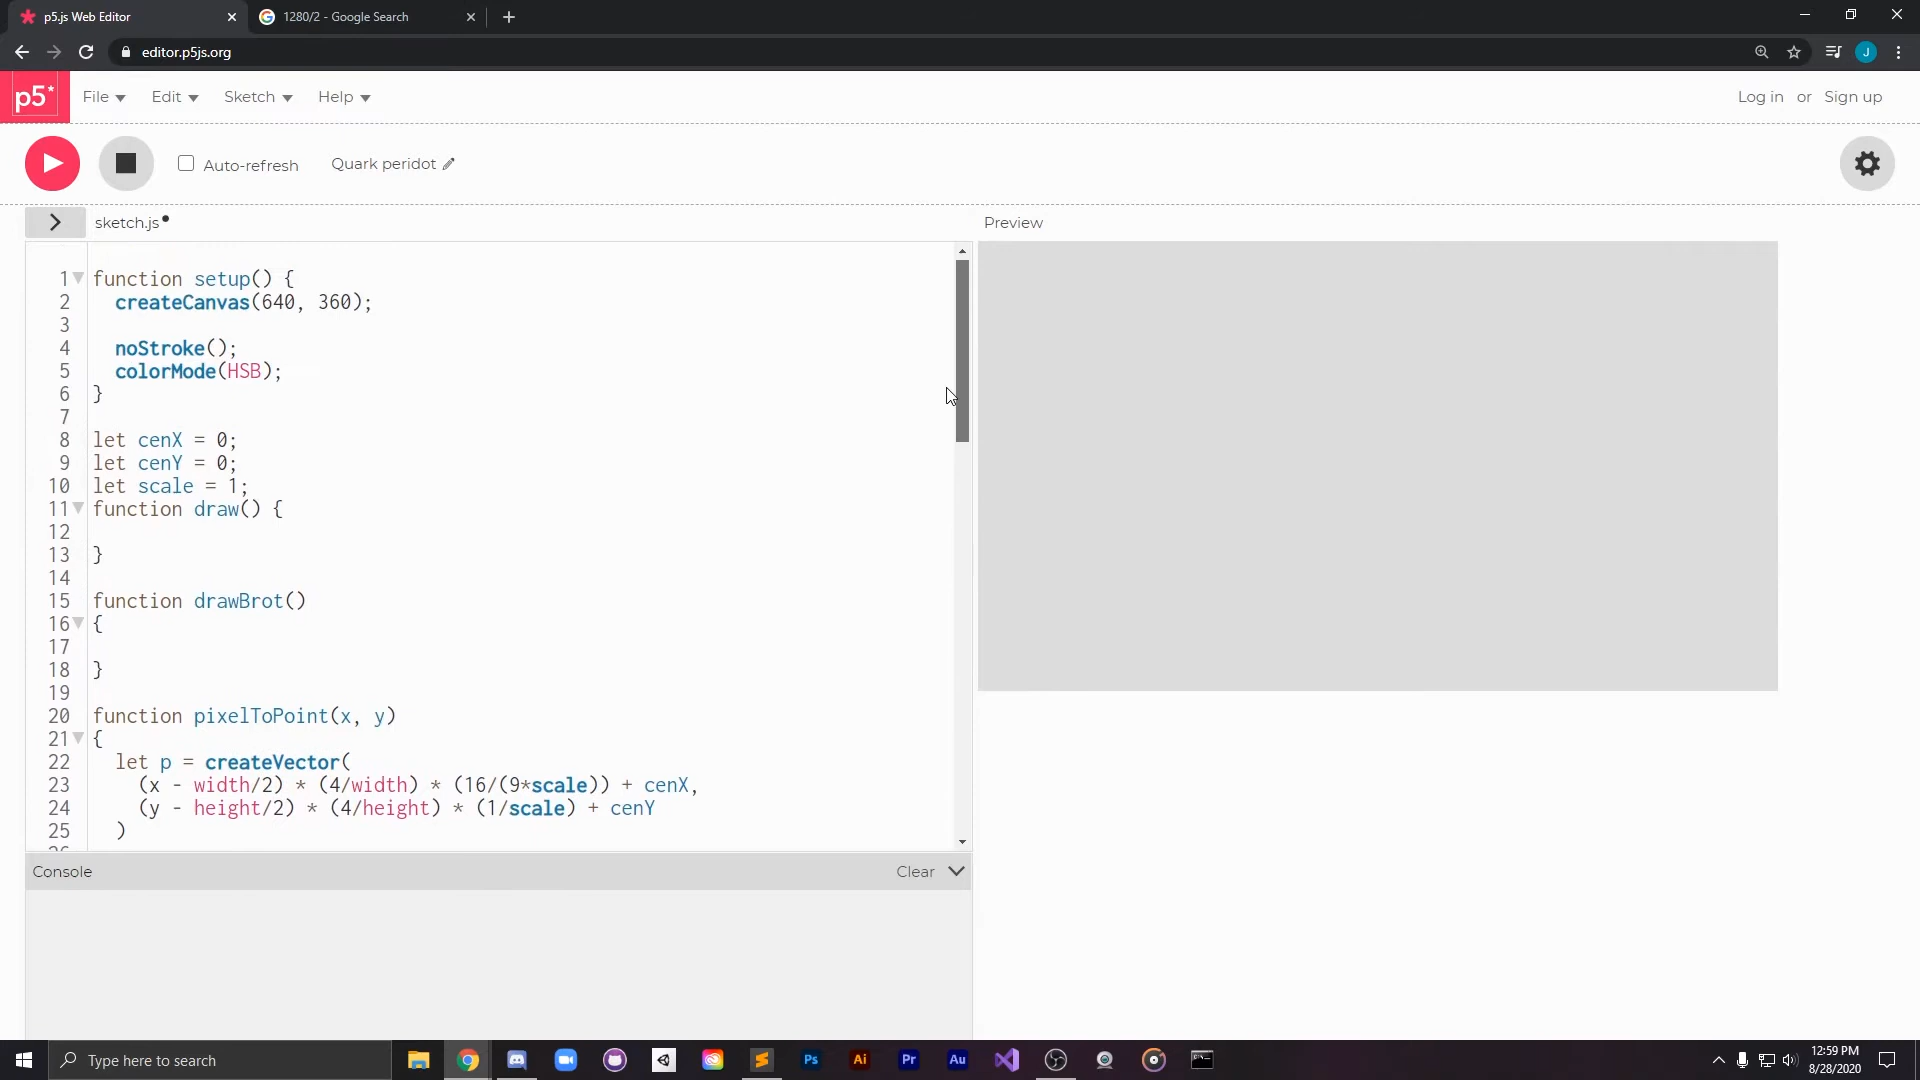 p5.js Web Editor
1280/2 - Google Search
editor.p5js.org
J
p5*
File
Edit
Sketch
Help
Log in or Sign up
Auto-refresh
Quark peridot
sketch.js
Preview
1 function setup() {
2 createCanvas(640, 360);
3
4 noStroke();
5 colorMode(HSB);
6 }
7
8 let cenX = 0;
9 let cenY = 0;
10 let scale = 1;
11 function draw() {
12
13 }
14
15 function drawBrot()
16 {
17
18 }
19
20 function pixelToPoint(x, y)
21 {
22 let p = createVector(
23 (x - width/2) * (4/width) * (16/(9*scale)) + cenX,
24 (y - height/2) * (4/height) * (1/scale) + cenY
25 )
Console
Clear
Type here to search
Ps
Ai
Pr
Au
12:59 PM
8/28/2020